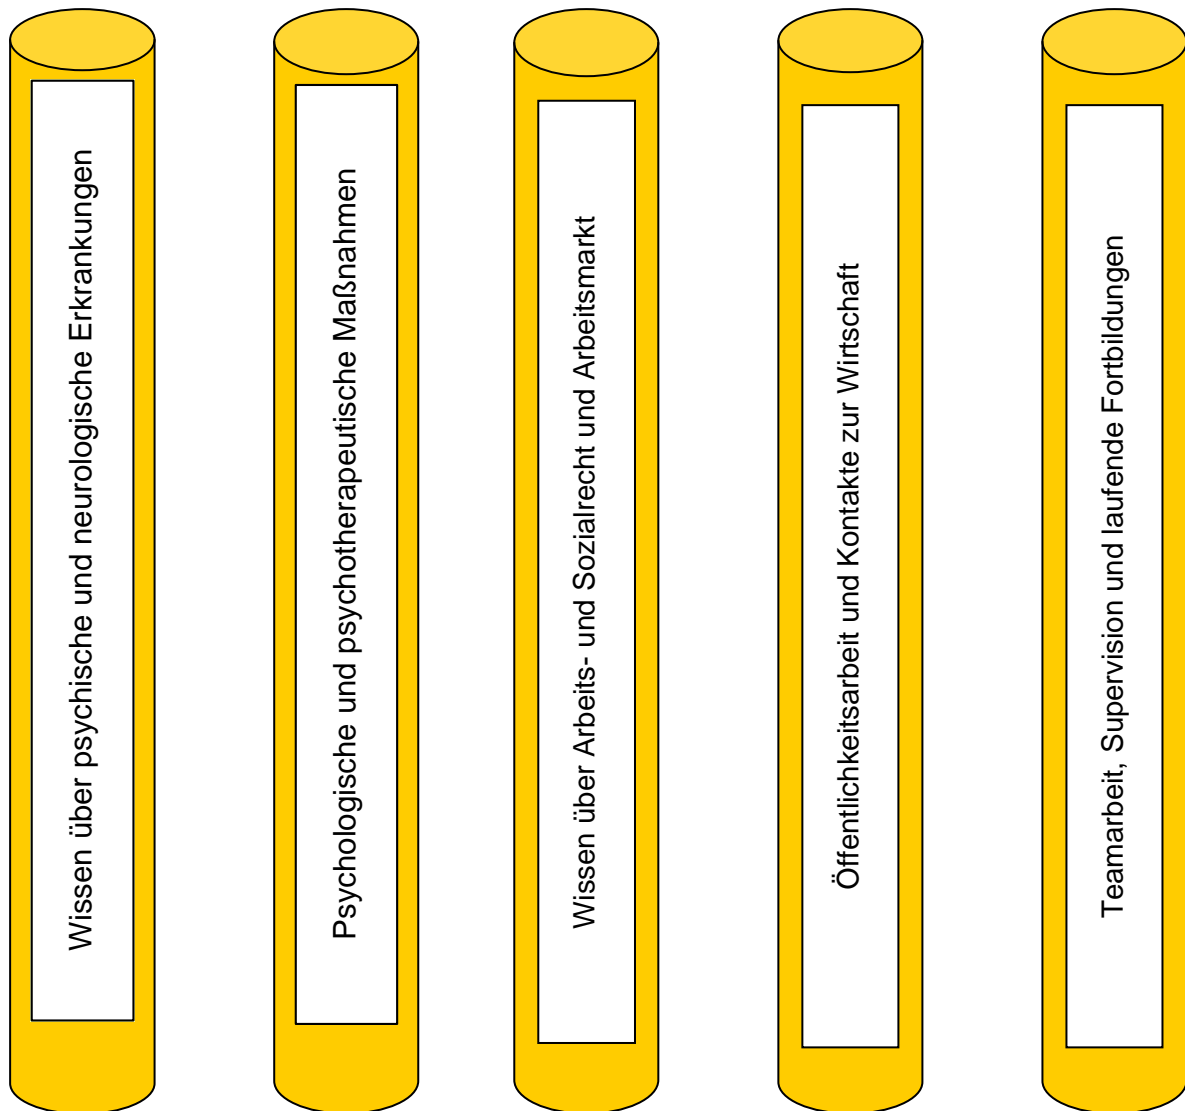 Wissen über psychische und neurologische Erkrankungen
Psychologische und psychotherapeutische Maßnahmen
Wissen über Arbeits- und Sozialrecht und Arbeitsmarkt
Öffentlichkeitsarbeit und Kontakte zur Wirtschaft
Teamarbeit, Supervision und laufende Fortbildungen